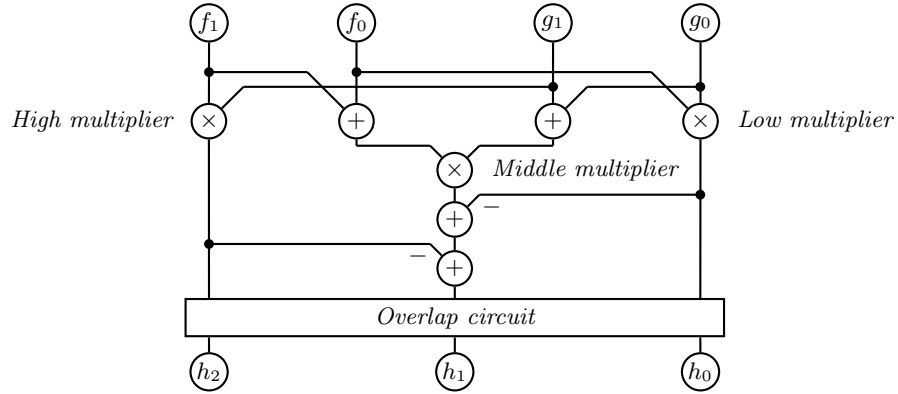 f₁ f₀ g₁ g₀
High multiplier × + + × Low multiplier
× Middle multiplier
+ −
− +
Overlap circuit
h₂ h₁ h₀